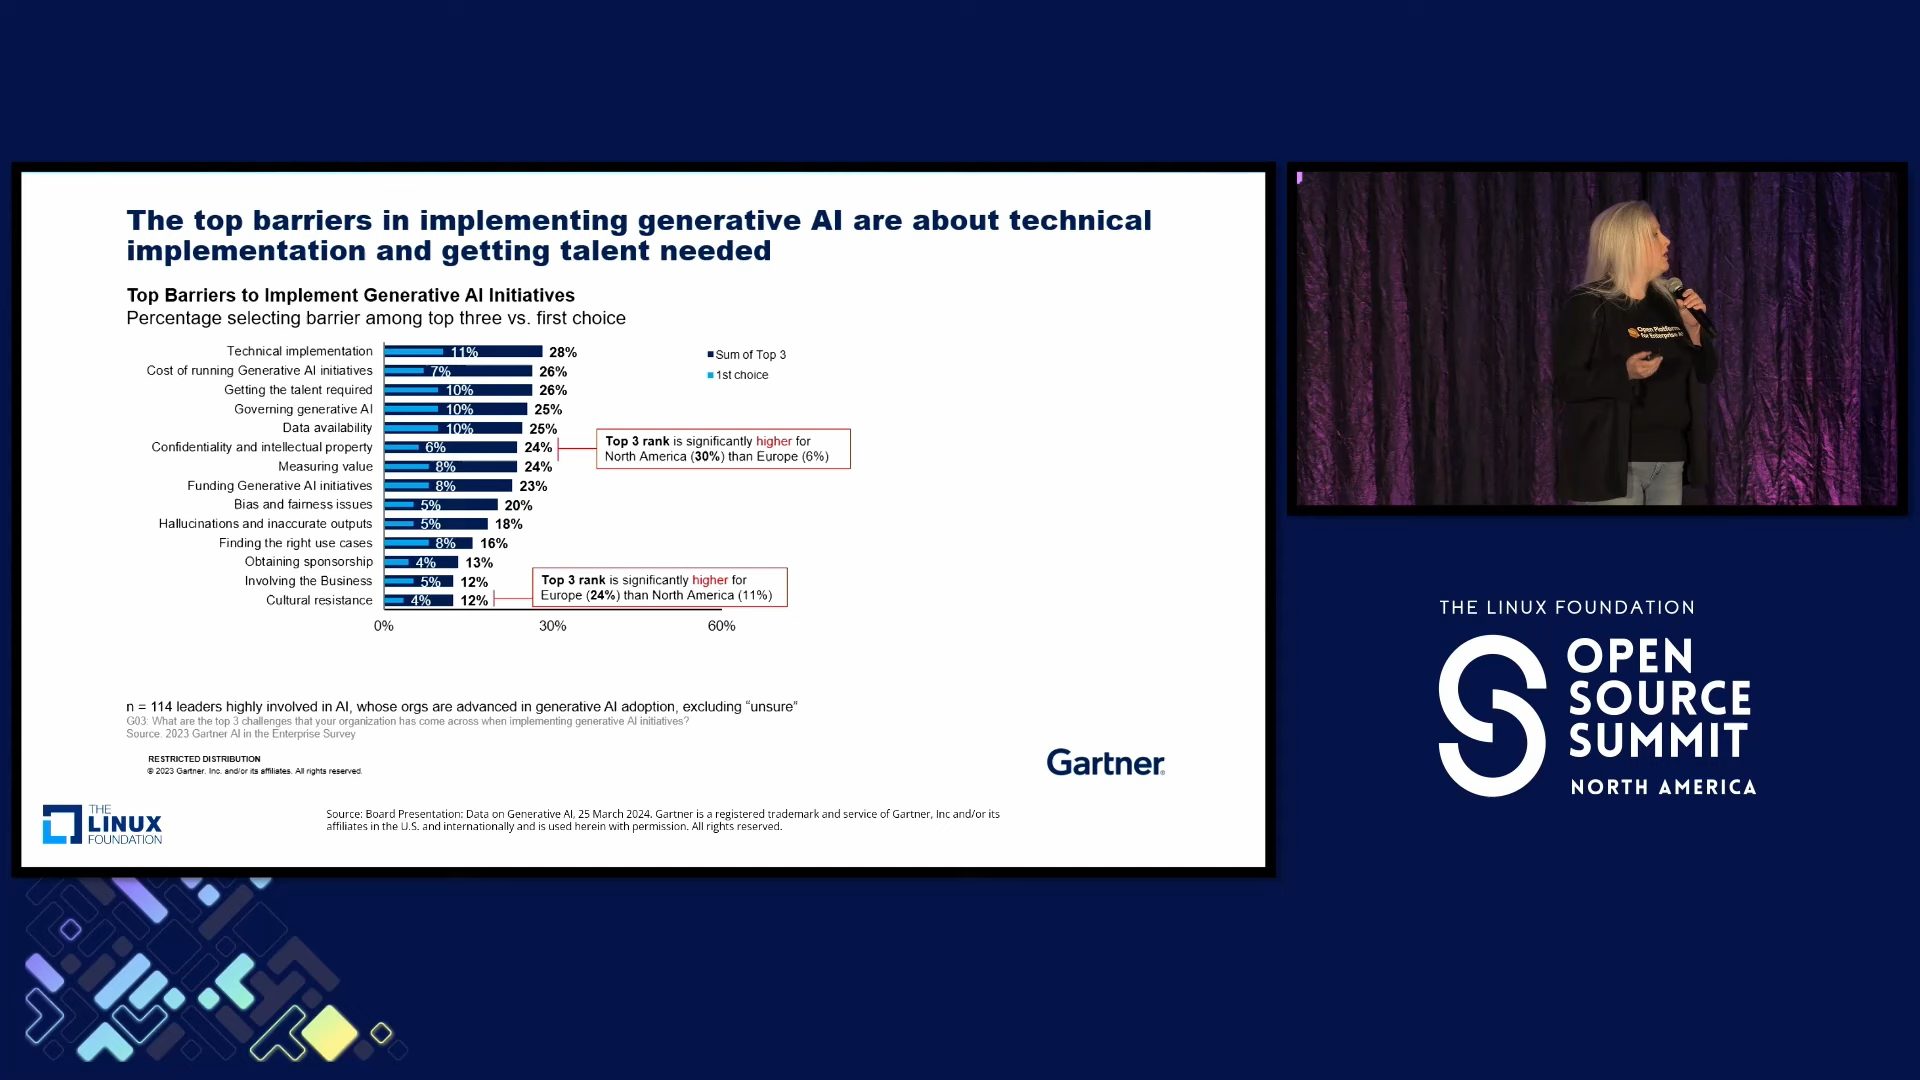 The top barriers in implementing generative AI are about technical
implementation and getting talent needed
Top Barriers to Implement Generative AI Initiatives
Percentage selecting barrier among top three vs. first choice
Technical implementation 11% 28%
Cost of running Generative AI initiatives 7% 26%
Getting the talent required 10% 26%
Governing generative AI 10% 25%
Data availability 10% 25%
Confidentiality and intellectual property 6% 24%
Measuring value 8% 24%
Funding Generative AI initiatives 8% 23%
Bias and fairness issues 5% 20%
Hallucinations and inaccurate outputs 5% 18%
Finding the right use cases 8% 16%
Obtaining sponsorship 4% 13%
Involving the Business 5% 12%
Cultural resistance 4% 12%
0% 30% 60%
Sum of Top 3
1st choice
Top 3 rank is significantly higher for
North America (30%) than Europe (6%)
Top 3 rank is significantly higher for
Europe (24%) than North America (11%)
n = 114 leaders highly involved in AI, whose orgs are advanced in generative AI adoption, excluding “unsure”
G03: What are the top 3 challenges that your organization has come across when implementing generative AI initiatives?
Source. 2023 Gartner AI in the Enterprise Survey
RESTRICTED DISTRIBUTION
© 2023 Gartner, Inc. and/or its affiliates. All rights reserved.
Gartner®
THE
LINUX
FOUNDATION
Source: Board Presentation: Data on Generative AI, 25 March 2024. Gartner is a registered trademark and service of Gartner, Inc and/or its
affiliates in the U.S. and internationally and is used herein with permission. All rights reserved.
Open Platform
for Enterprise AI
THE LINUX FOUNDATION
OPEN
SOURCE
SUMMIT
NORTH AMERICA